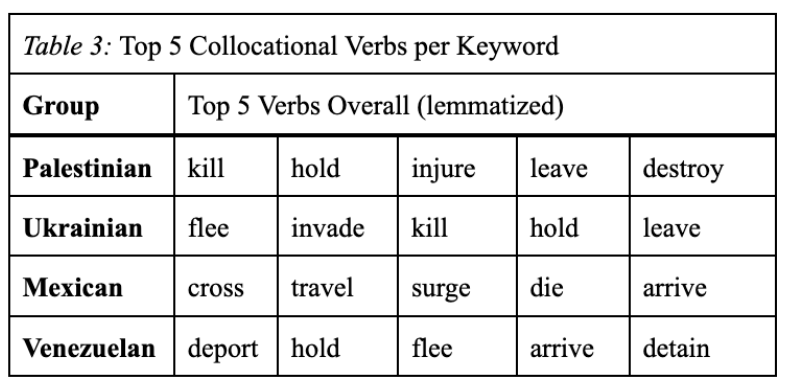 Table 3: Top 5 Collocational Verbs per Keyword
Group Top 5 Verbs Overall (lemmatized)
Palestinian kill hold injure leave destroy
Ukrainian flee invade kill hold leave
Mexican cross travel surge die arrive
Venezuelan deport hold flee arrive detain